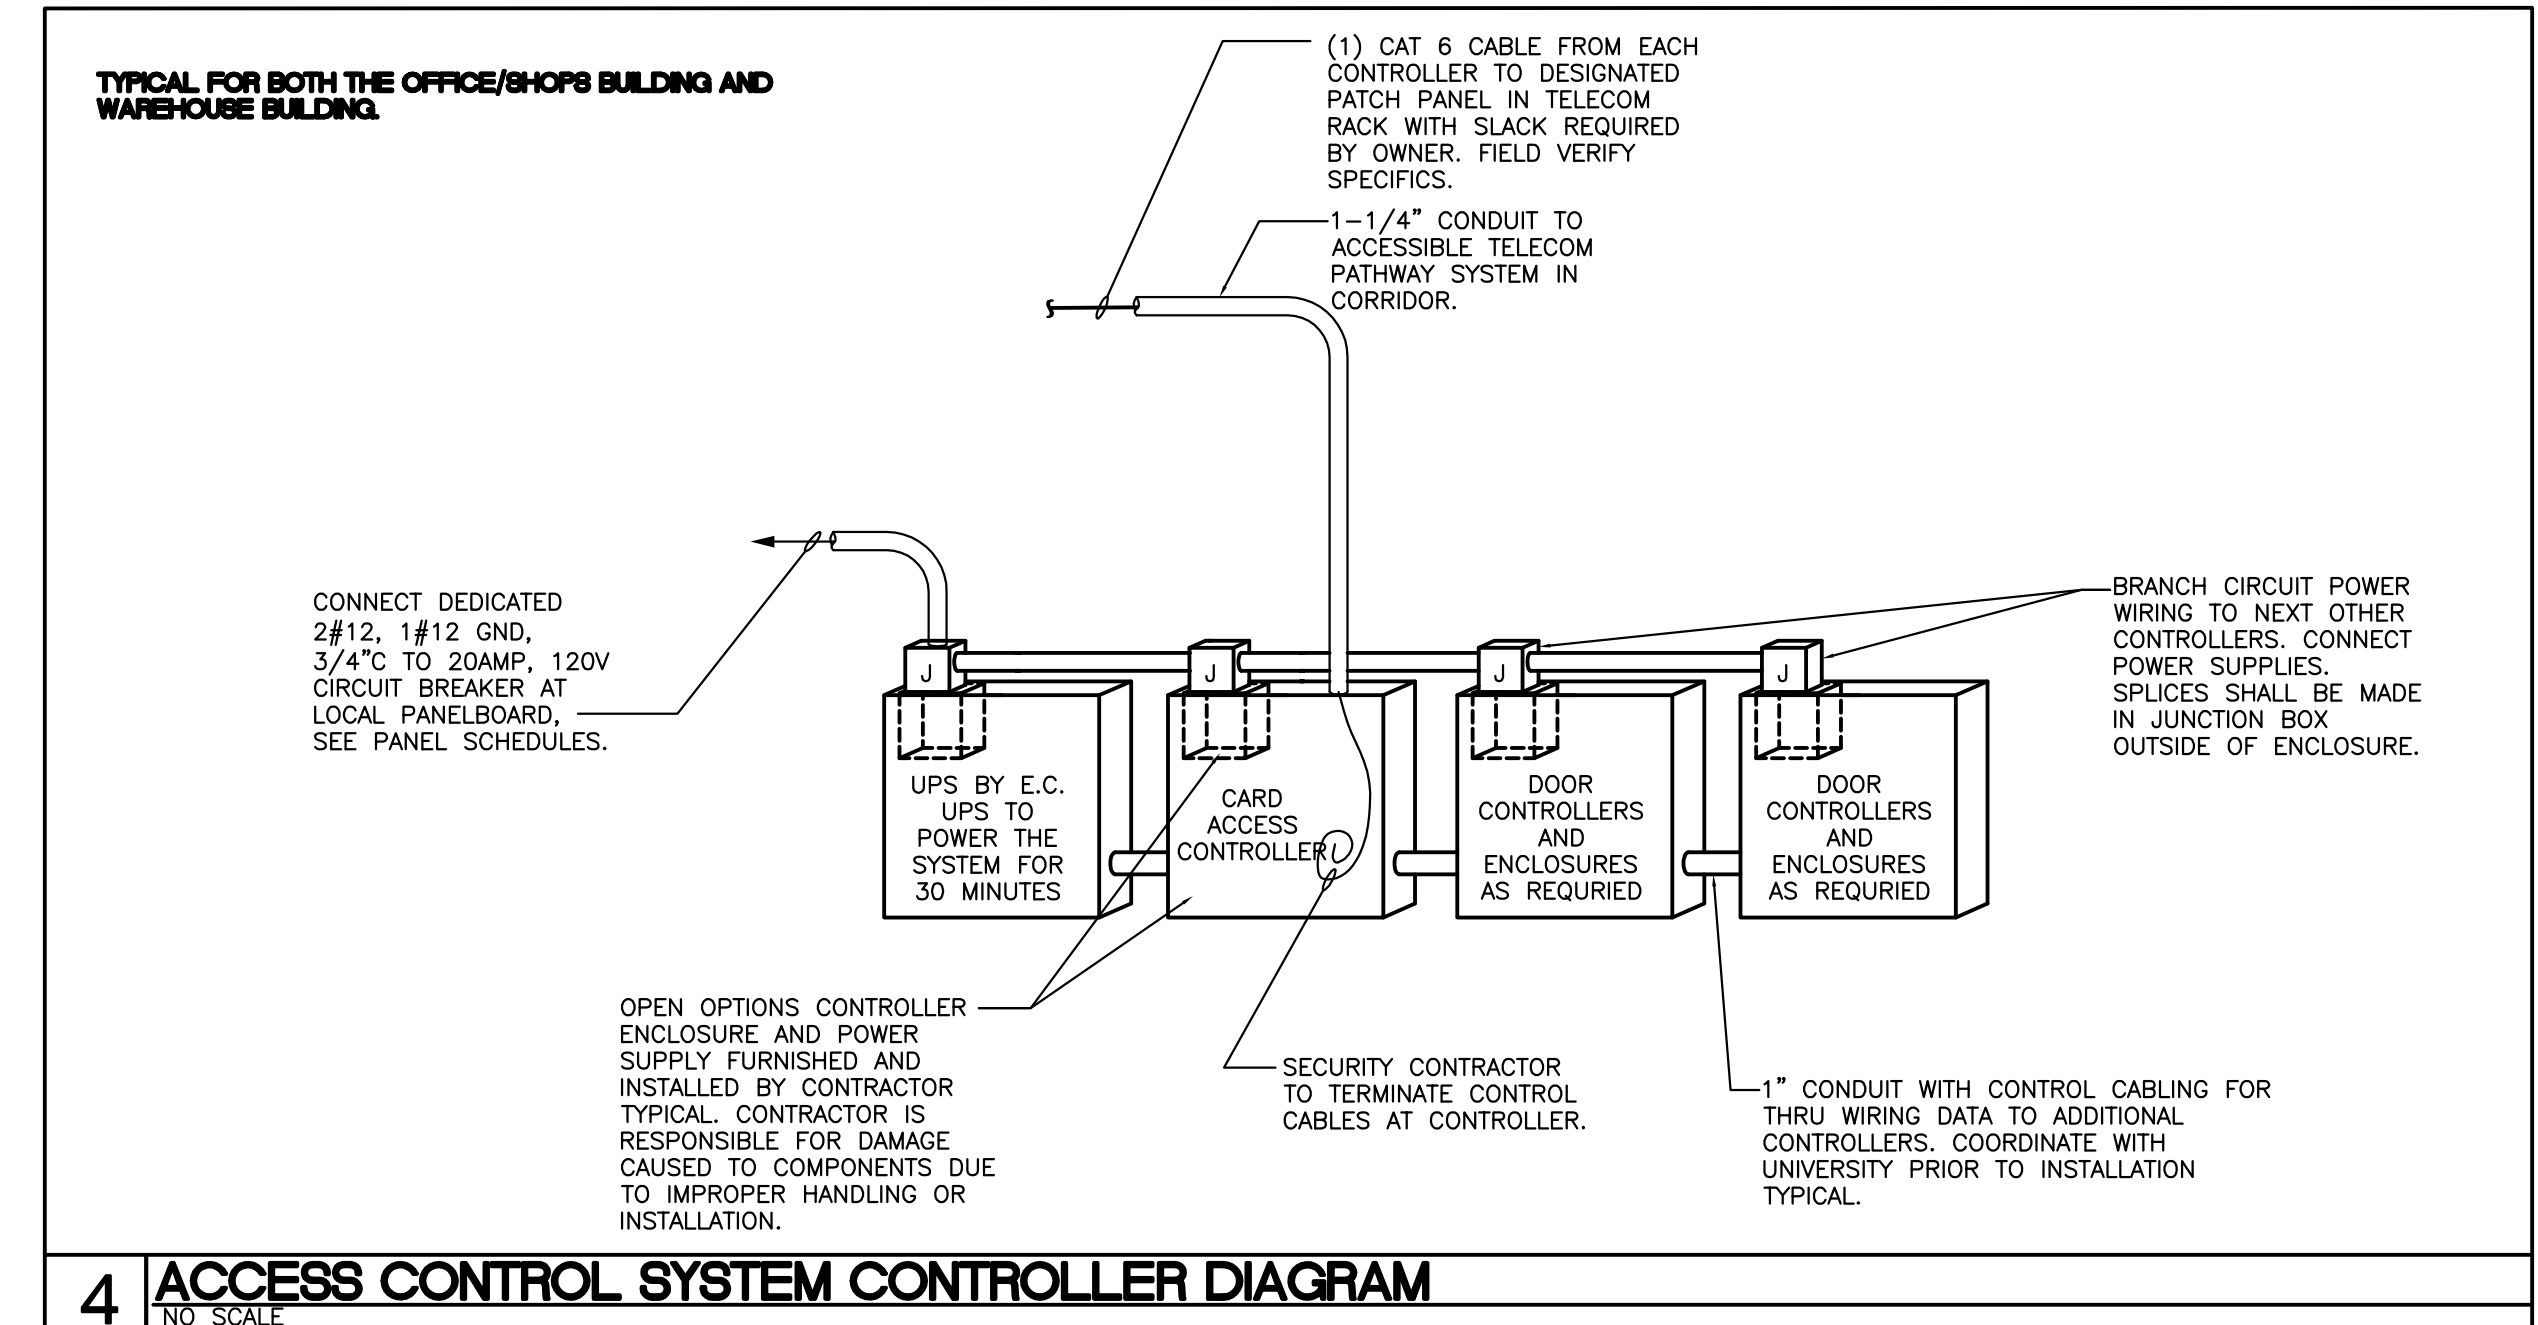 TYPICAL FOR BOTH THE OFFICE/SHOPS BUILDING AND
WAREHOUSE BUILDING.
(1) CAT 6 CABLE FROM EACH
CONTROLLER TO DESIGNATED
PATCH PANEL IN TELECOM
RACK WITH SLACK REQUIRED
BY OWNER. FIELD VERIFY
SPECIFICS.
1-1/4" CONDUIT TO
ACCESSIBLE TELECOM
PATHWAY SYSTEM IN
CORRIDOR.
CONNECT DEDICATED
2#12, 1#12 GND,
3/4"C TO 20AMP, 120V
CIRCUIT BREAKER AT
LOCAL PANELBOARD,
SEE PANEL SCHEDULES.
BRANCH CIRCUIT POWER
WIRING TO NEXT OTHER
CONTROLLERS. CONNECT
POWER SUPPLIES.
SPLICES SHALL BE MADE
IN JUNCTION BOX
OUTSIDE OF ENCLOSURE.
J
J
J
J
UPS BY E.C.
UPS TO
POWER THE
SYSTEM FOR
30 MINUTES
CARD
ACCESS
CONTROLLER
DOOR
CONTROLLERS
AND
ENCLOSURES
AS REQURIED
DOOR
CONTROLLERS
AND
ENCLOSURES
AS REQURIED
OPEN OPTIONS CONTROLLER
ENCLOSURE AND POWER
SUPPLY FURNISHED AND
INSTALLED BY CONTRACTOR
TYPICAL. CONTRACTOR IS
RESPONSIBLE FOR DAMAGE
CAUSED TO COMPONENTS DUE
TO IMPROPER HANDLING OR
INSTALLATION.
SECURITY CONTRACTOR
TO TERMINATE CONTROL
CABLES AT CONTROLLER.
1" CONDUIT WITH CONTROL CABLING FOR
THRU WIRING DATA TO ADDITIONAL
CONTROLLERS. COORDINATE WITH
UNIVERSITY PRIOR TO INSTALLATION
TYPICAL.
4
ACCESS CONTROL SYSTEM CONTROLLER DIAGRAM
NO SCALE